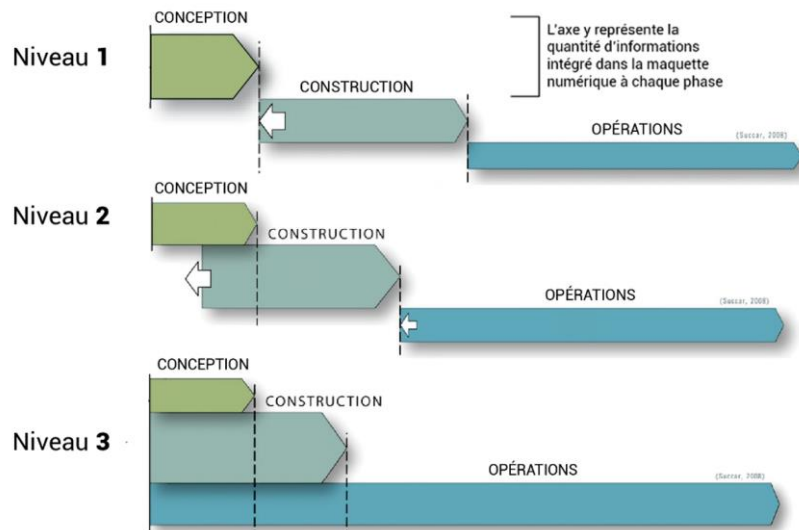 CONCEPTION
Niveau 1
L'axe y représente la
quantité d'informations
intégré dans la maquette
numérique à chaque phase
CONSTRUCTION
OPÉRATIONS
(Succar, 2008)
CONCEPTION
Niveau 2
CONSTRUCTION
OPÉRATIONS
(Succar, 2008)
CONCEPTION
CONSTRUCTION
Niveau 3
OPÉRATIONS
(Succar, 2008)